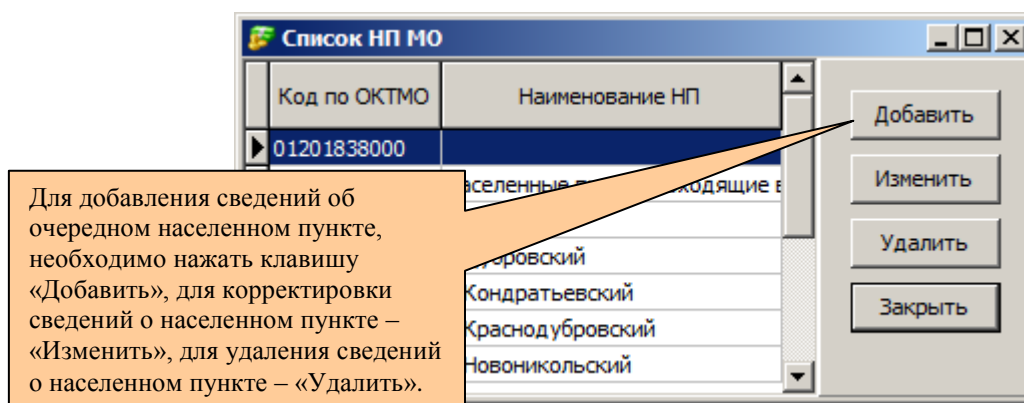 Список НП МО
Код по ОКТМО
Наименование НП
Добавить
01201838000
Изменить
Удалить
Кондратьевский
Закрыть
Краснодубровский
Новоникольский
Для добавления сведений об
очередном населенном пункте,
необходимо нажать клавишу
«Добавить», для корректировки
сведений о населенном пункте –
«Изменить», для удаления сведений
о населенном пункте – «Удалить».